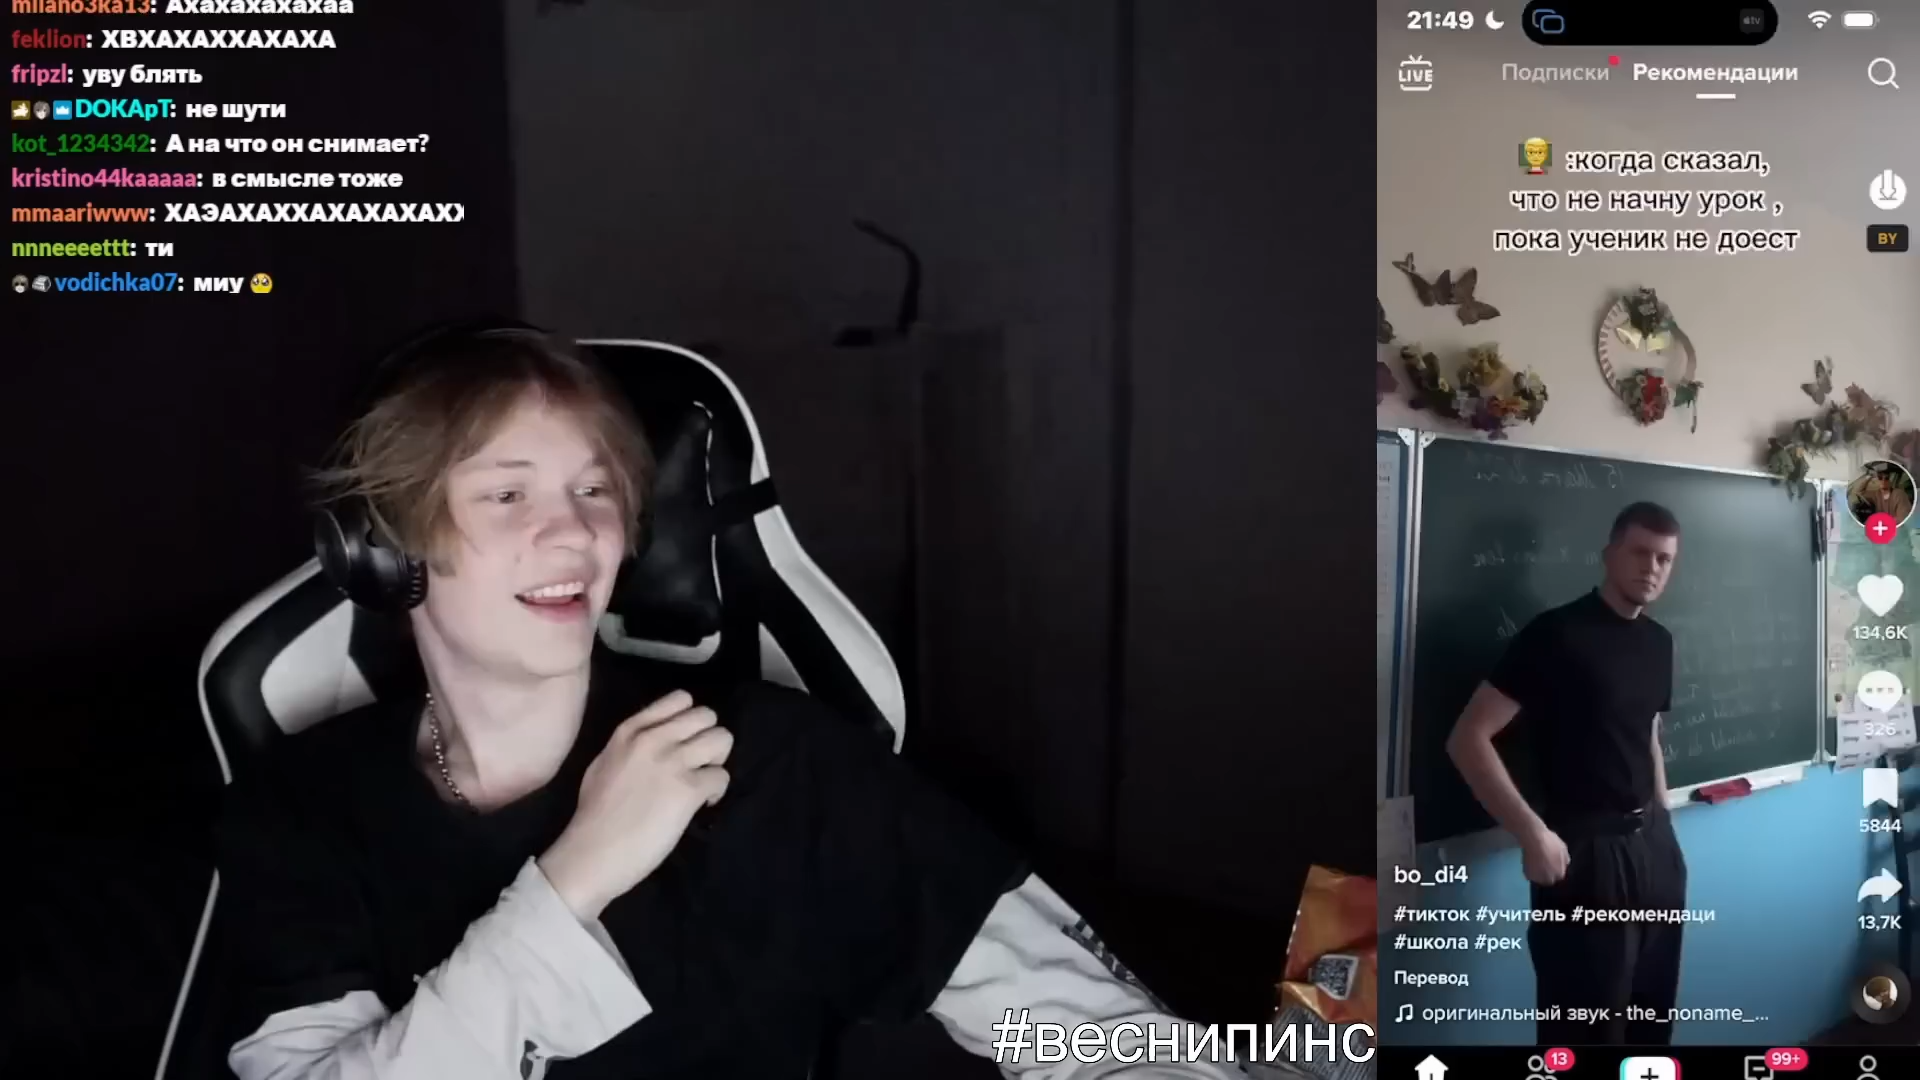 milano3ka13: Ахахахахахаа
feklion: ХВХАХАХХАХАХА
fripzl: уву блять
DOKApT: не шути
kot_1234342: А на что он снимает?
kristino44kaaaaa: в смысле тоже
mmaariwww: ХАЭАХАХХАХАХАХАХХ
nnneeeettt: ти
vodichka07: миу
#веснипинс
21:49
tv
LIVE
Подписки Рекомендации
:когда сказал,
что не начну урок ,
пока ученик не доест
BY
134,6K
326
5844
13,7K
bo_di4
#тикток #учитель #рекомендаци
#школа #рек
Перевод
оригинальный звук - the_noname_...
13
99+